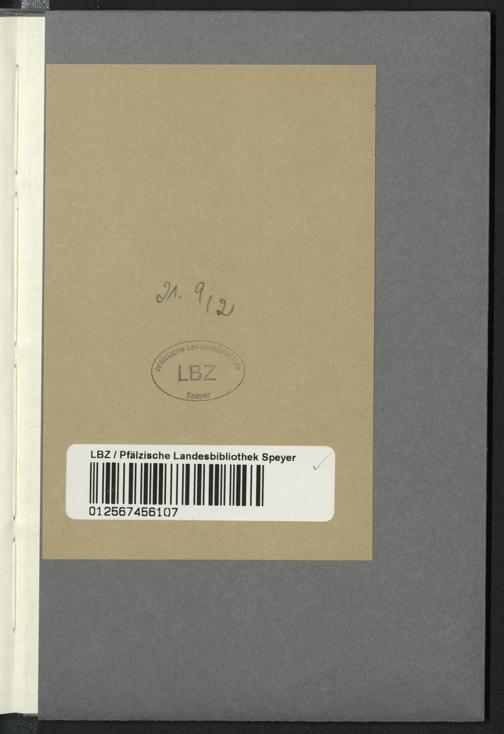 21. 9/2
Pfälzische Landesbibliothek
LBZ
Speyer
LBZ / Pfälzische Landesbibliothek Speyer
012567456107